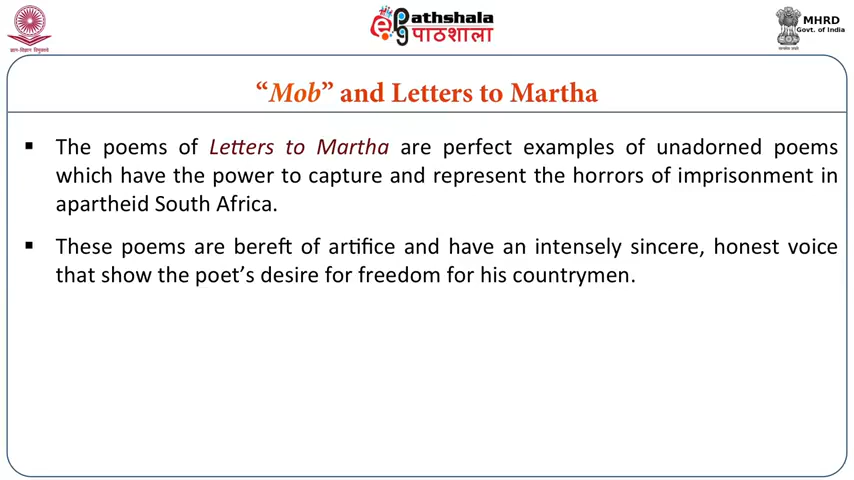 Pathshala
पाठशाला
MHRD
Govt. of India
“Mob” and Letters to Martha
▪ The poems of Letters to Martha are perfect examples of unadorned poems
which have the power to capture and represent the horrors of imprisonment in
apartheid South Africa.
▪ These poems are bereft of artifice and have an intensely sincere, honest voice
that show the poet’s desire for freedom for his countrymen.